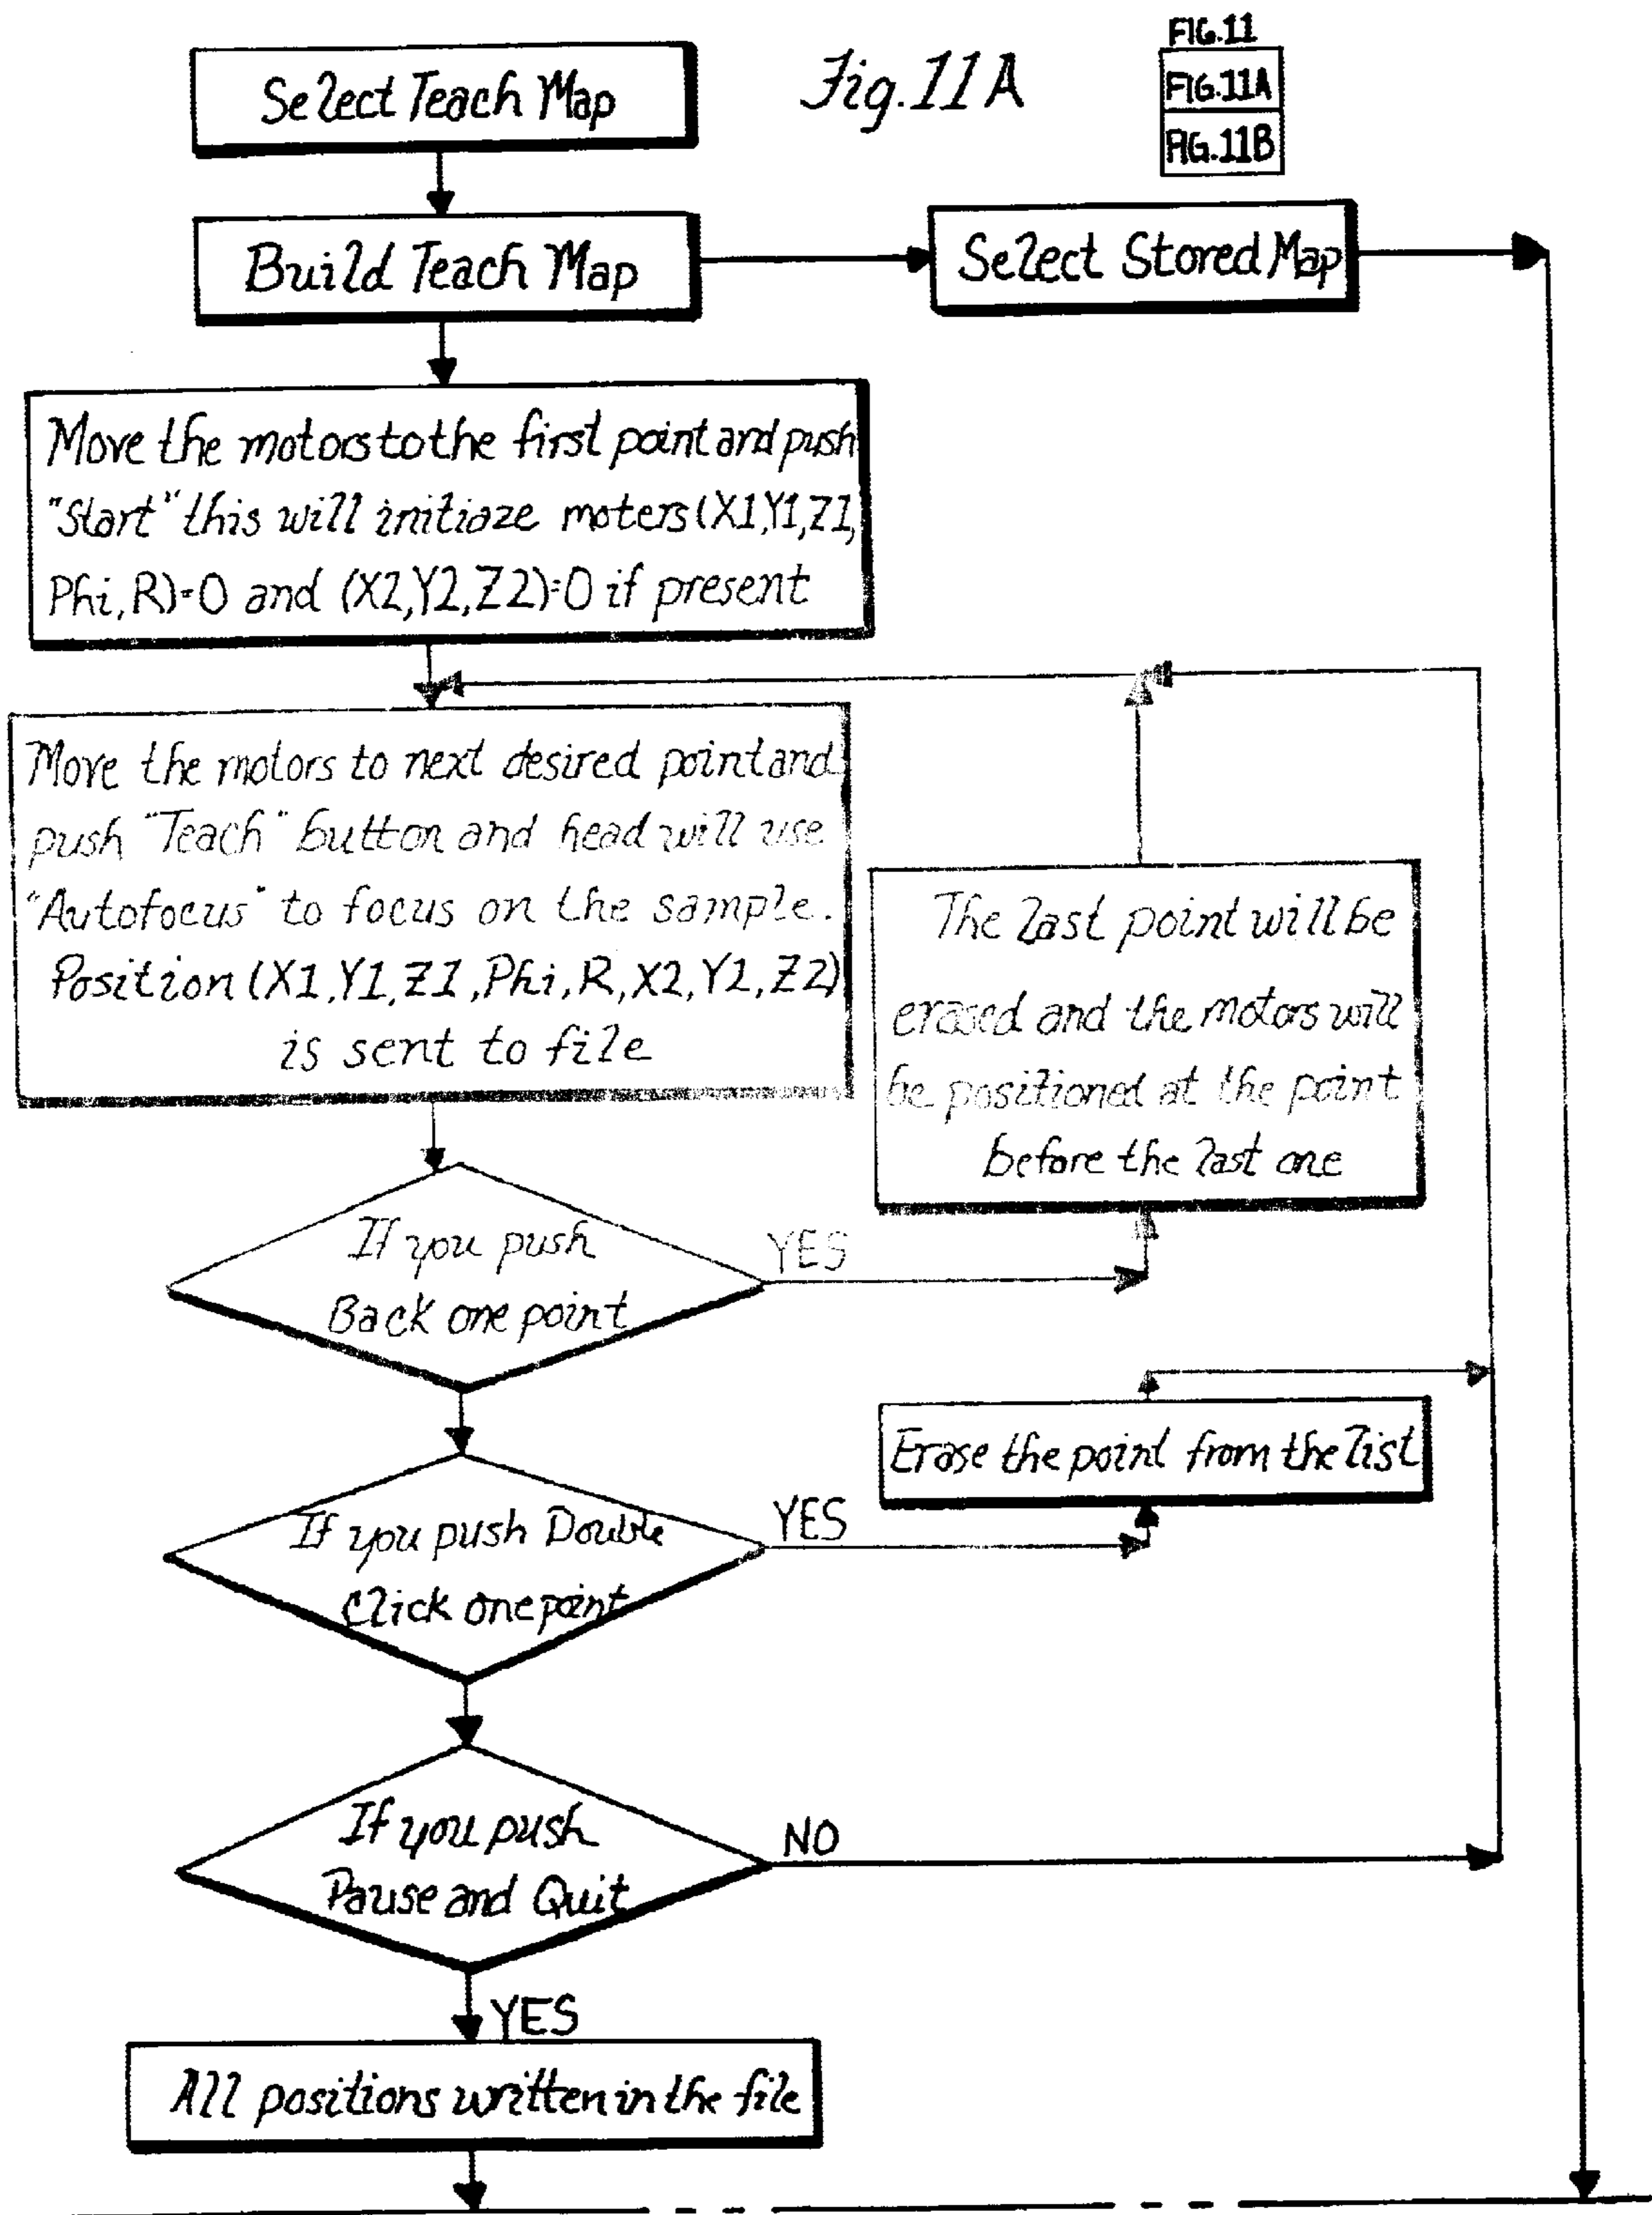 Fig.11A
FIG.11
FIG.11A
FIG.11B
Select Teach Map
Build Teach Map
Select Stored Map
Move the motors to the first point and push
"Start" this will initiaze moters (X1,Y1,Z1,
Phi,R)=0 and (X2,Y2,Z2)=0 if present
Move the motors to next desired point and
push "Teach" button and head will use
"Autofocus" to focus on the sample.
Position (X1,Y1,Z1,Phi,R,X2,Y2,Z2)
is sent to file
The last point will be
erased and the motors will
be positioned at the point
before the last one
If you push
Back one point
YES
Erase the point from the list
If you push Double
Click one point
YES
If you push
Pause and Quit
NO
YES
All positions written in the file